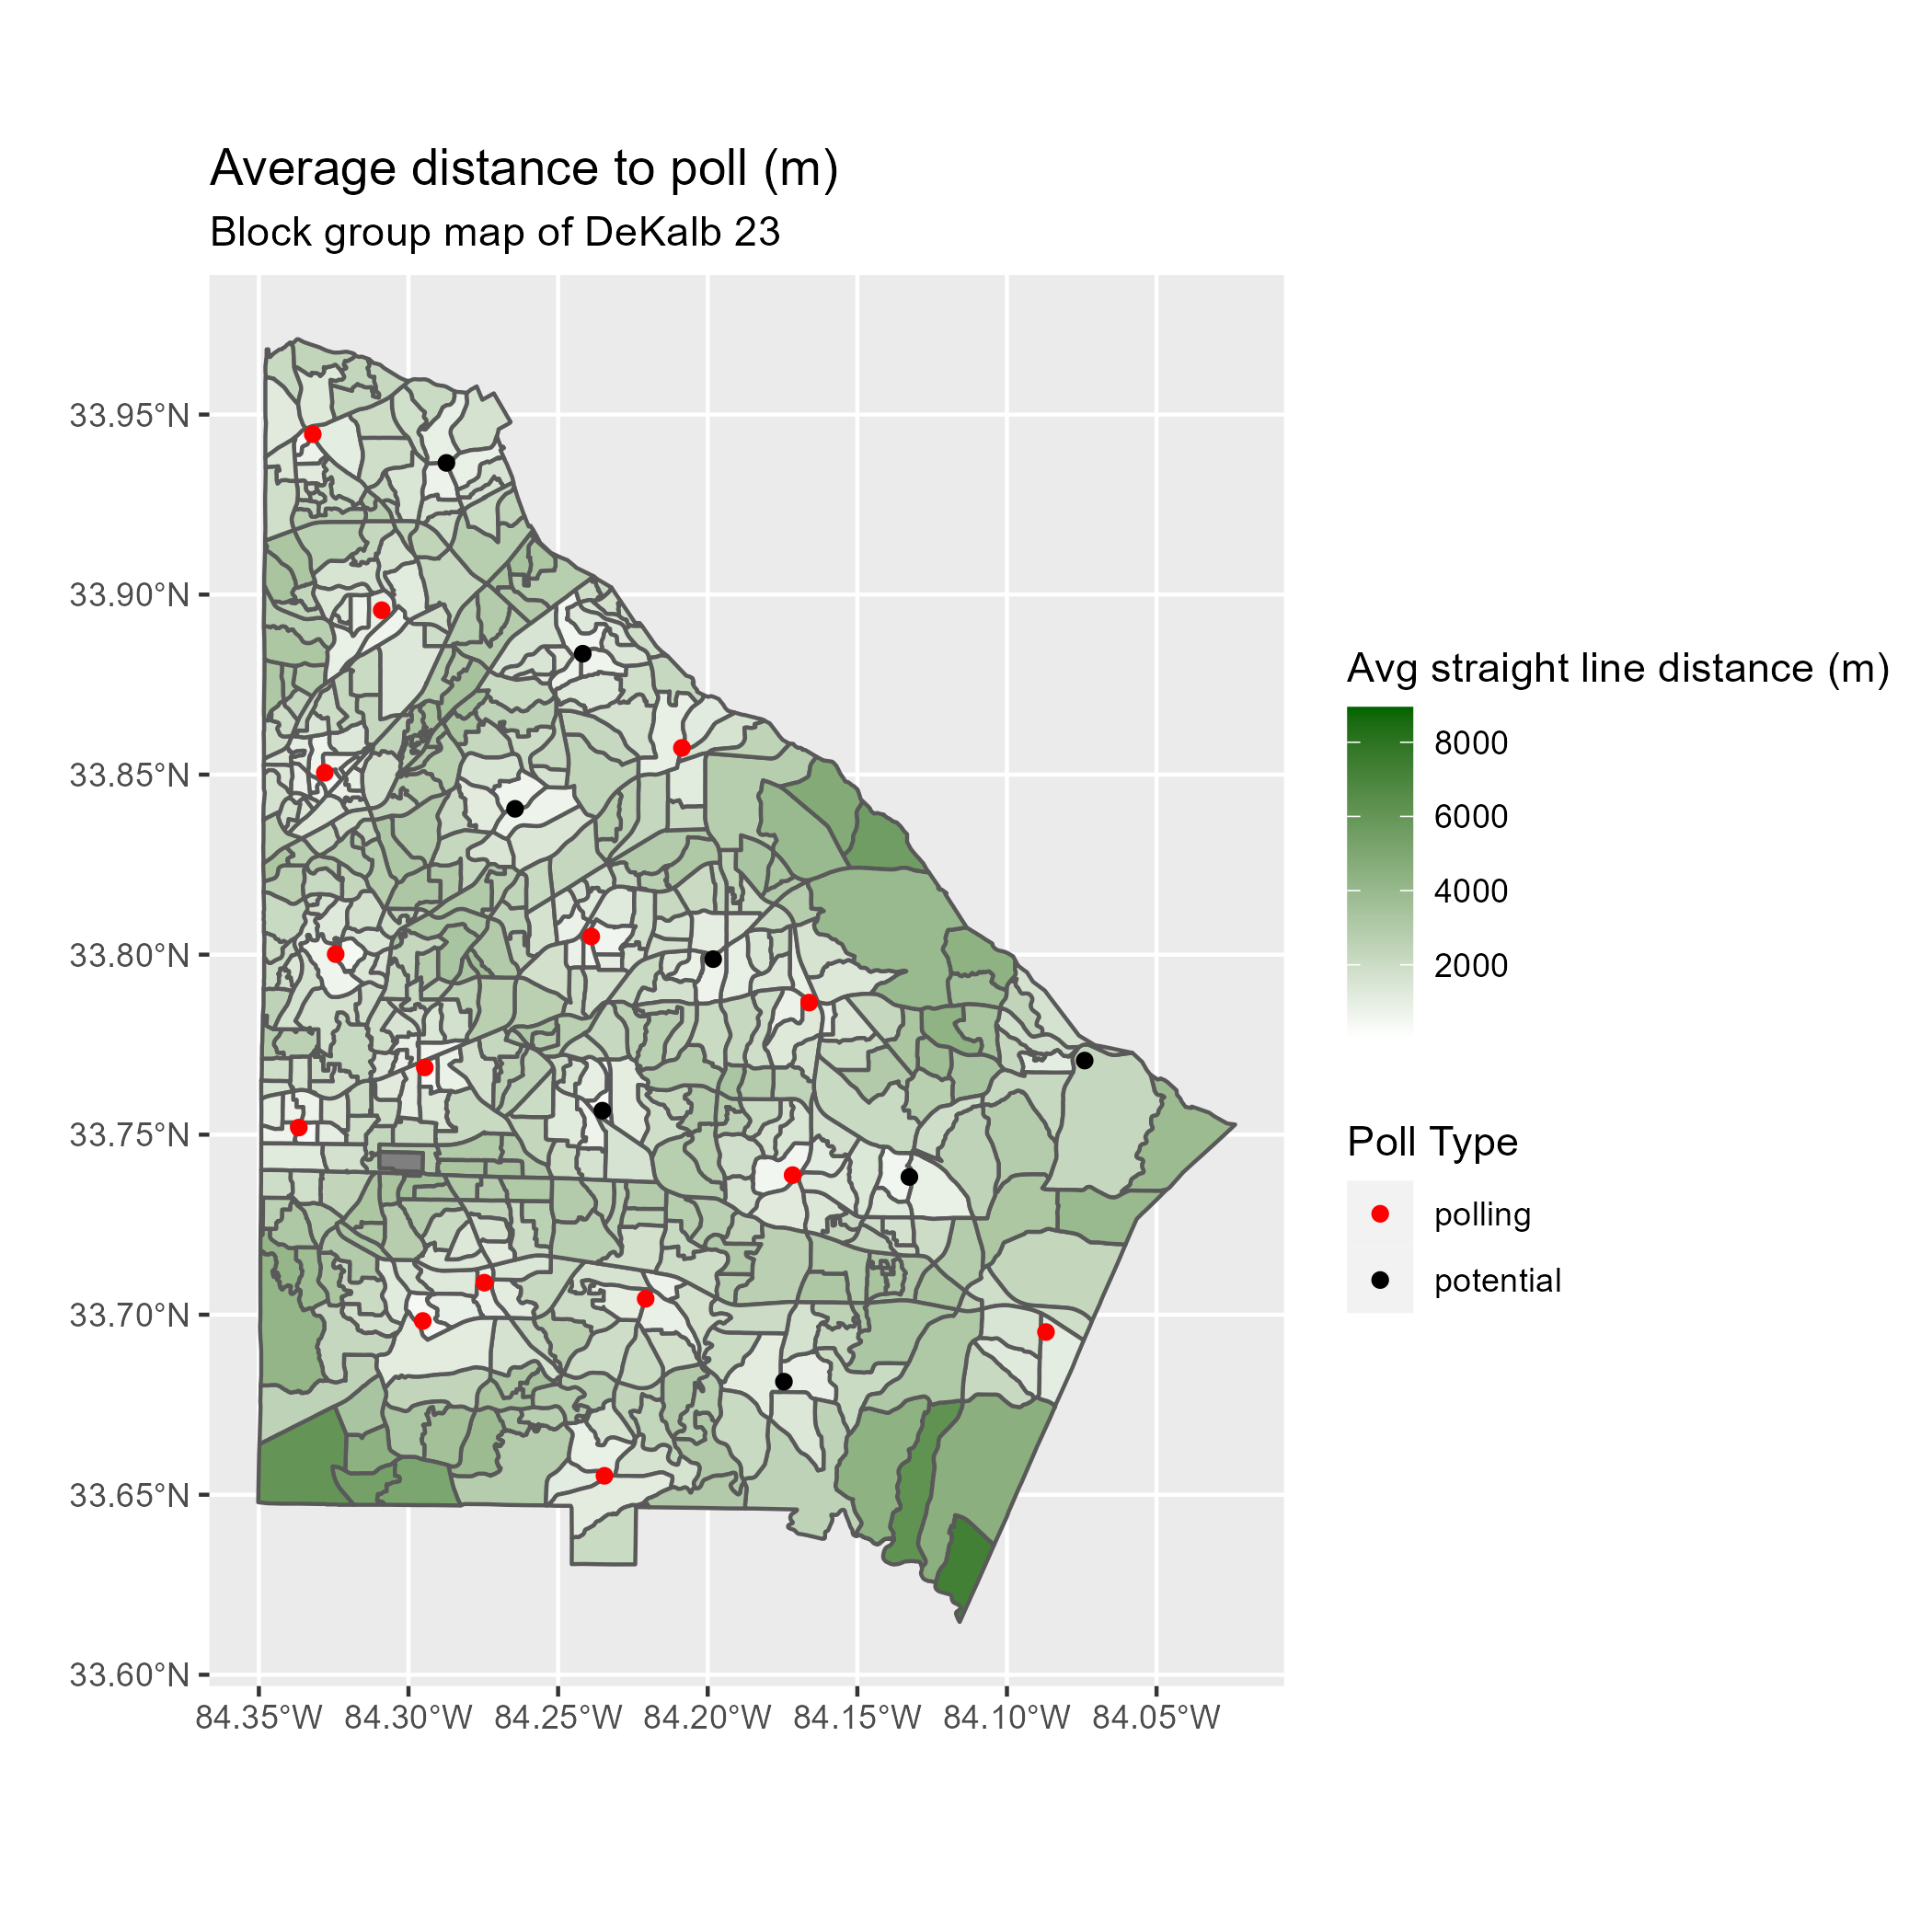 Average distance to poll (m)
Block group map of DeKalb 23
33.95°N
33.90°N
33.85°N
33.80°N
33.75°N
33.70°N
33.65°N
33.60°N
84.35°W 84.30°W 84.25°W 84.20°W 84.15°W 84.10°W 84.05°W
Avg straight line distance (m)
8000
6000
4000
2000
Poll Type
polling
potential